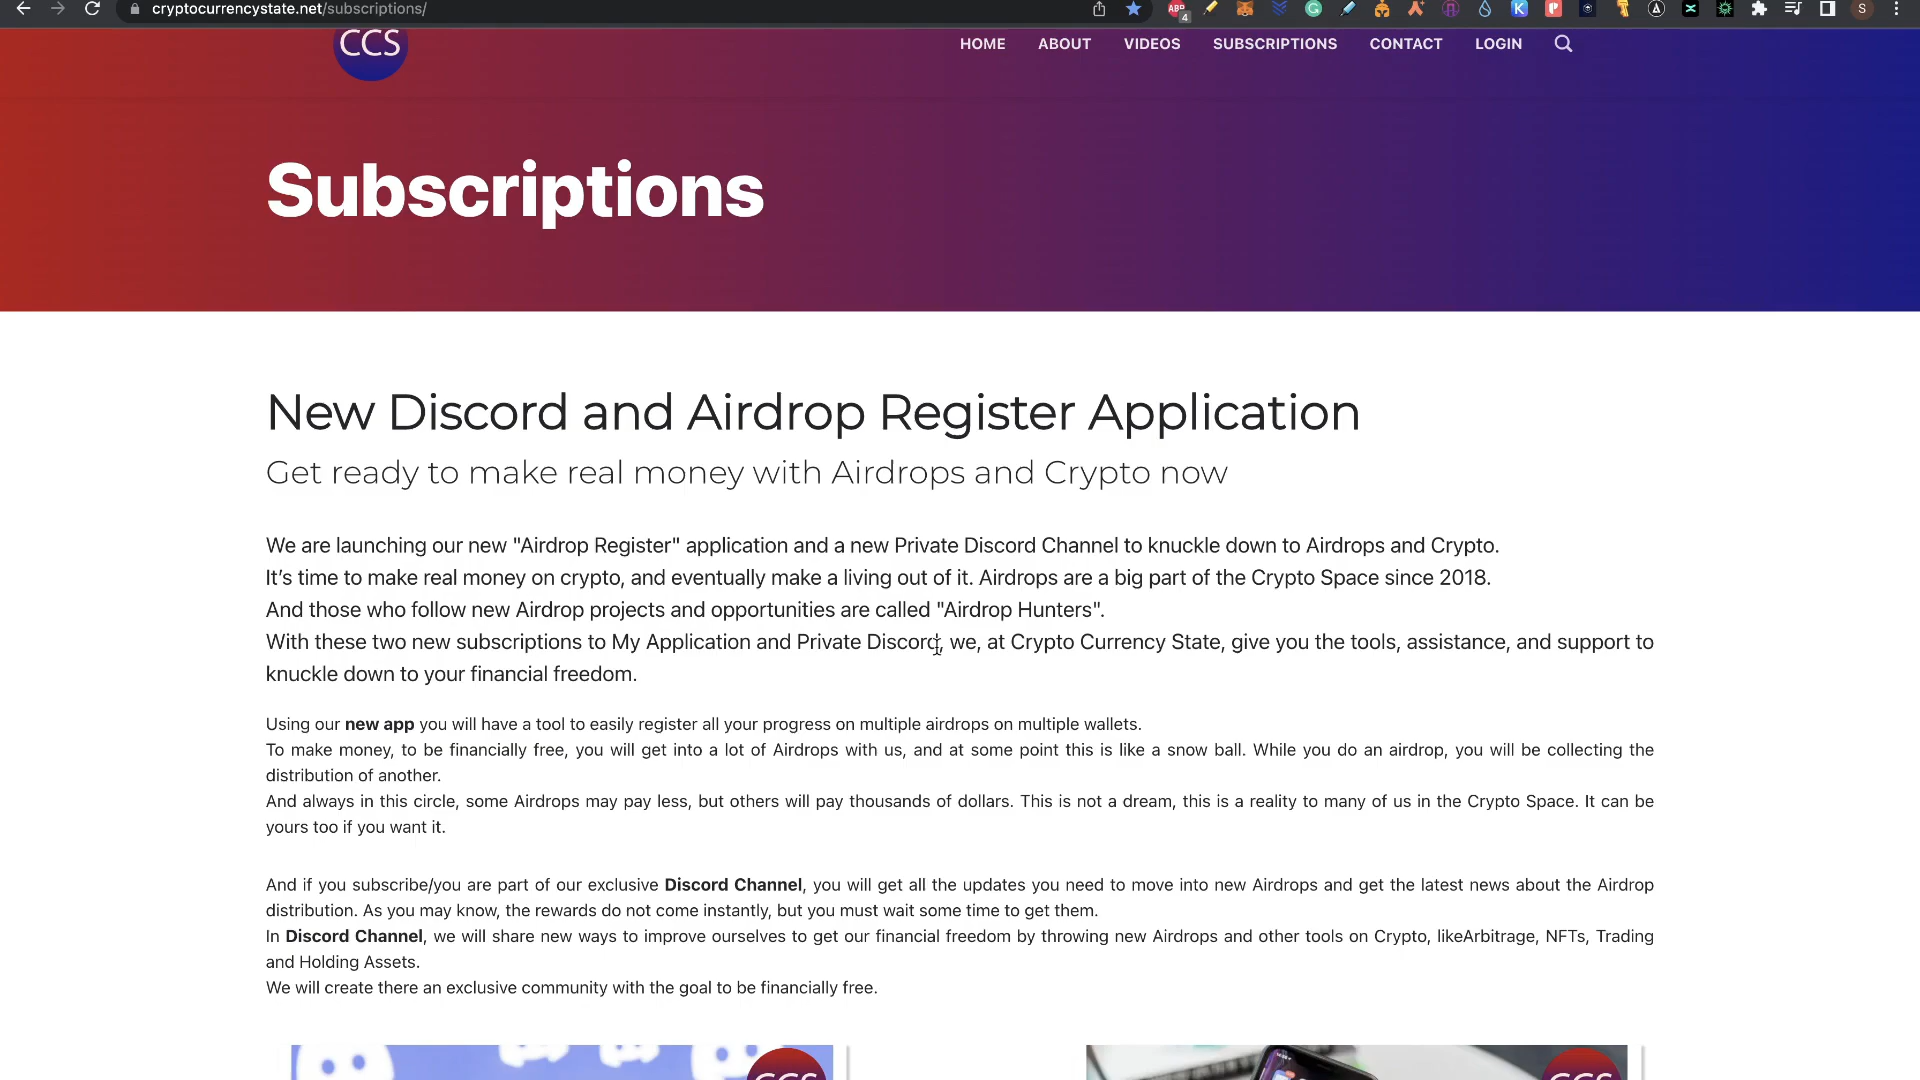 cryptocurrencystate.net/subscriptions/
ABP
4
G
K
P
S
CCS
HOME
ABOUT
VIDEOS
SUBSCRIPTIONS
CONTACT
LOGIN
Subscriptions
New Discord and Airdrop Register Application
Get ready to make real money with Airdrops and Crypto now
We are launching our new "Airdrop Register" application and a new Private Discord Channel to knuckle down to Airdrops and Crypto.
It's time to make real money on crypto, and eventually make a living out of it. Airdrops are a big part of the Crypto Space since 2018.
And those who follow new Airdrop projects and opportunities are called "Airdrop Hunters".
With these two new subscriptions to My Application and Private Discord, we, at Crypto Currency State, give you the tools, assistance, and support to
knuckle down to your financial freedom.
Using our new app you will have a tool to easily register all your progress on multiple airdrops on multiple wallets.
To make money, to be financially free, you will get into a lot of Airdrops with us, and at some point this is like a snow ball. While you do an airdrop, you will be collecting the
distribution of another.
And always in this circle, some Airdrops may pay less, but others will pay thousands of dollars. This is not a dream, this is a reality to many of us in the Crypto Space. It can be
yours too if you want it.
And if you subscribe/you are part of our exclusive Discord Channel, you will get all the updates you need to move into new Airdrops and get the latest news about the Airdrop
distribution. As you may know, the rewards do not come instantly, but you must wait some time to get them.
In Discord Channel, we will share new ways to improve ourselves to get our financial freedom by throwing new Airdrops and other tools on Crypto, likeArbitrage, NFTs, Trading
and Holding Assets.
We will create there an exclusive community with the goal to be financially free.
CCS
CCS